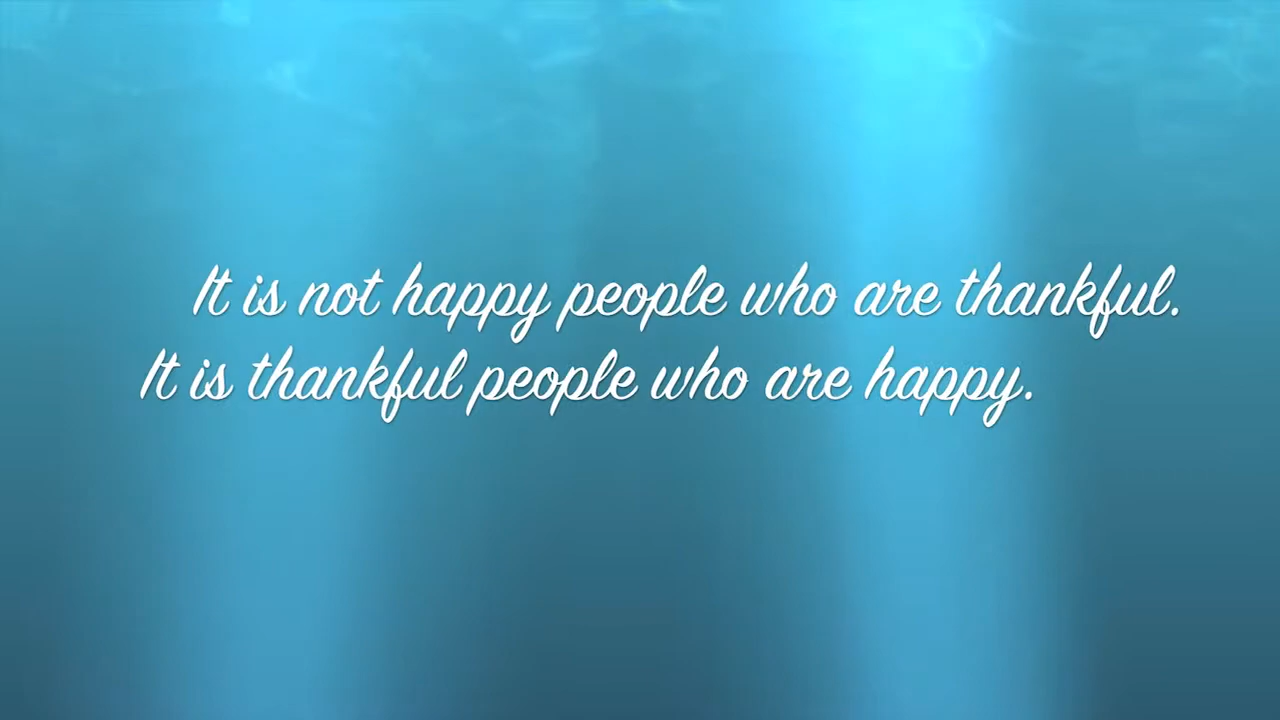 It is not happy people who are thankful.
It is thankful people who are happy.